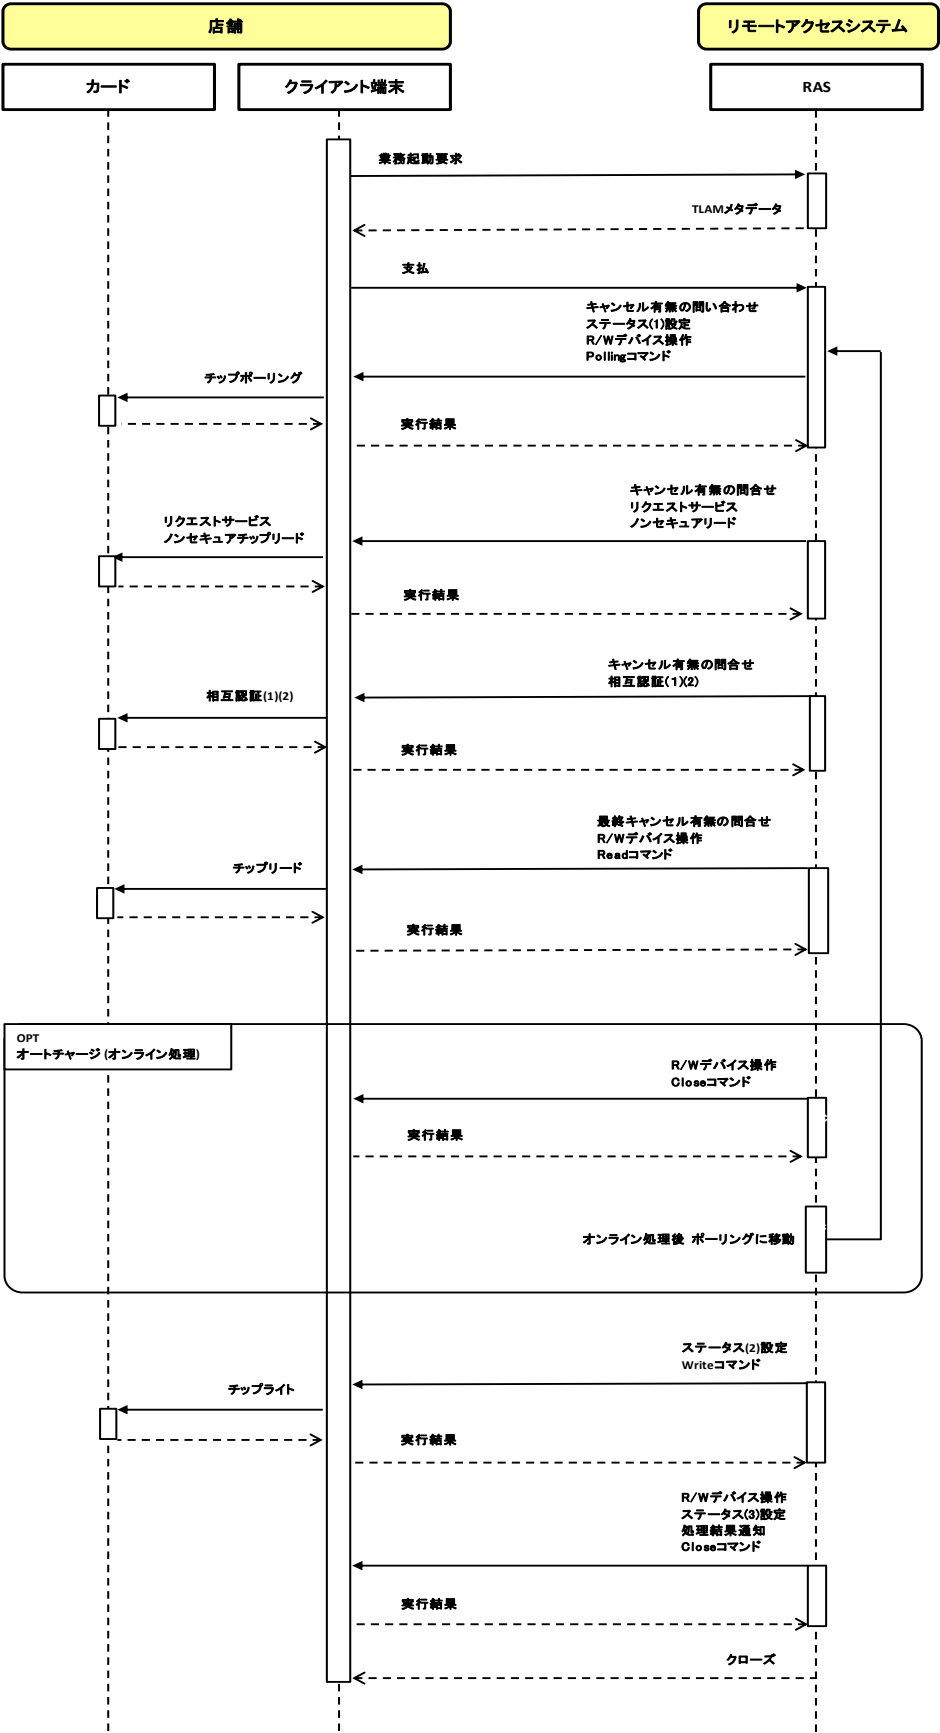 店舗
リモートアクセスシステム
カード
クライアント端末
RAS
業務起動要求
TLAMメタデータ
支払
キャンセル有無の問い合わせ
ステータス(1)設定
R/Wデバイス操作
Pollingコマンド
チップポーリング
実行結果
キャンセル有無の問合せ
リクエストサービス
ノンセキュアリード
リクエストサービス
ノンセキュアチップリード
実行結果
キャンセル有無の問合せ
相互認証(1)(2)
相互認証(1)(2)
実行結果
最終キャンセル有無の問合せ
R/Wデバイス操作
Readコマンド
チップリード
実行結果
OPT
オートチャージ (オンライン処理)
R/Wデバイス操作
Closeコマンド
実行結果
オンライン処理後 ポーリングに移動
ステータス(2)設定
Writeコマンド
チップライト
実行結果
R/Wデバイス操作
ステータス(3)設定
処理結果通知
Closeコマンド
実行結果
クローズ